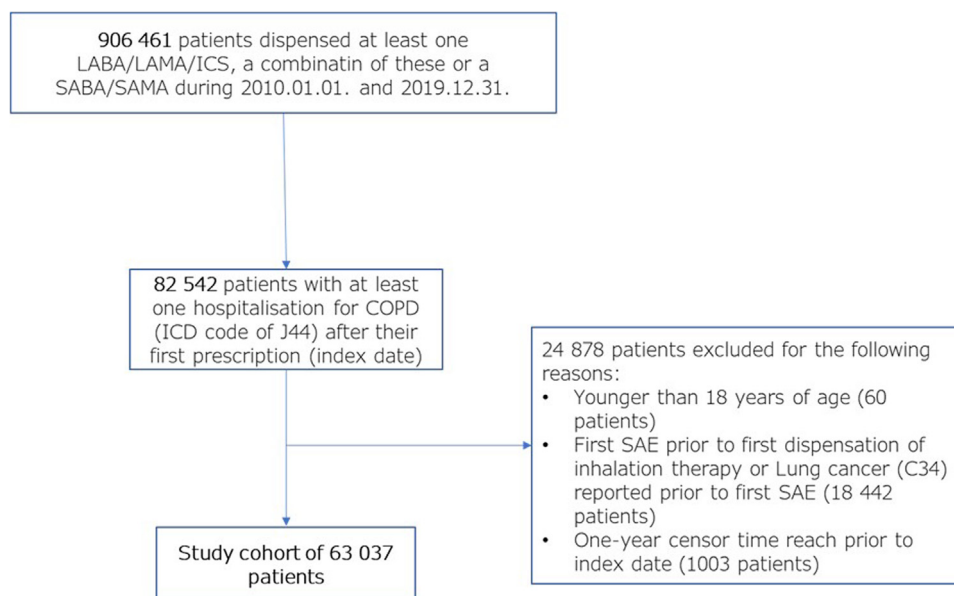 906 461 patients dispensed at least one
LABA/LAMA/ICS, a combinatin of these or a
SABA/SAMA during 2010.01.01. and 2019.12.31.
82 542 patients with at least
one hospitalisation for COPD
(ICD code of J44) after their
first prescription (index date)
24 878 patients excluded for the following
reasons:
• Younger than 18 years of age (60
patients)
• First SAE prior to first dispensation of
inhalation therapy or Lung cancer (C34)
reported prior to first SAE (18 442
patients)
• One-year censor time reach prior to
index date (1003 patients)
Study cohort of 63 037
patients